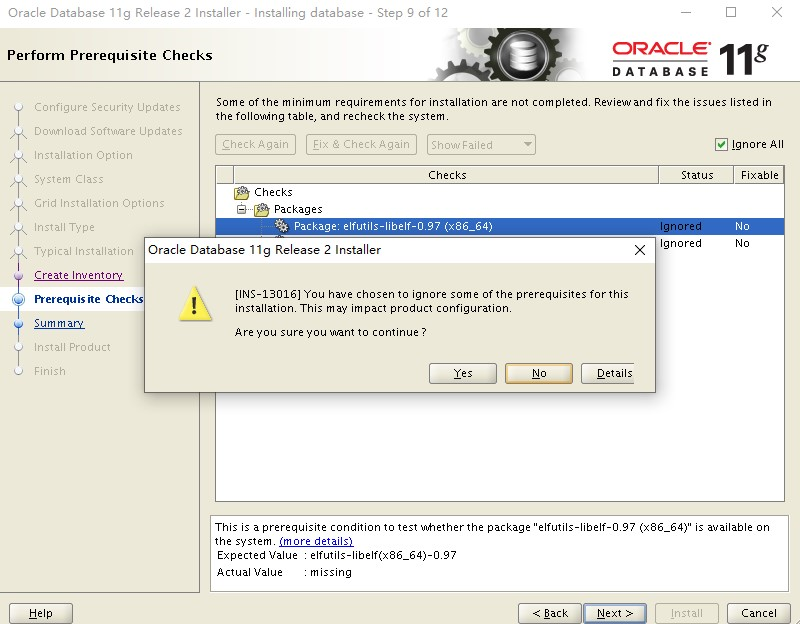 Oracle Database 11g Release 2 Installer - Installing database - Step 9 of 12
Perform Prerequisite Checks
ORACLE
DATABASE 11g
Configure Security Updates
Download Software Updates
Installation Option
System Class
Grid Installation Options
Install Type
Typical Installation
Create Inventory
Prerequisite Checks
Summary
Install Product
Finish
Some of the minimum requirements for installation are not completed. Review and fix the issues listed in
the following table, and recheck the system.
Check Again
Fix & Check Again
Show Failed
Ignore All
Checks Status Fixable
Checks
Packages
Package: elfutils-libelf-0.97 (x86_64) Ignored No
Ignored No
Oracle Database 11g Release 2 Installer
[INS-13016] You have chosen to ignore some of the prerequisites for this
installation. This may impact product configuration.
Are you sure you want to continue?
Yes No Details
This is a prerequisite condition to test whether the package "elfutils-libelf-0.97 (x86_64)" is available on
the system. (more details)
Expected Value : elfutils-libelf(x86_64)-0.97
Actual Value : missing
Help < Back Next > Install Cancel